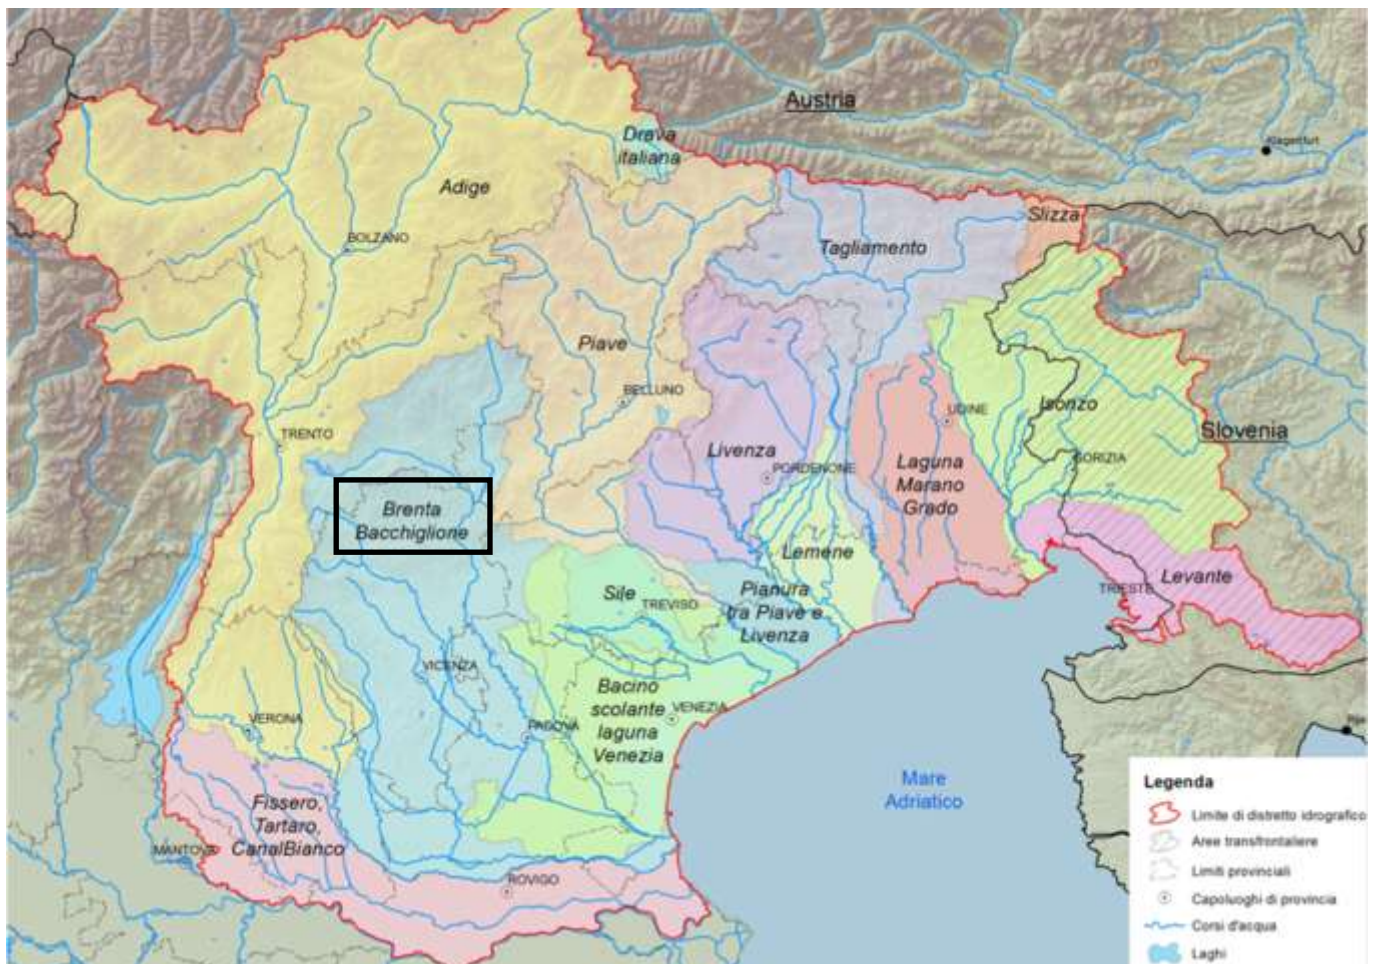 Austria
Klagenfurt
Drava
italiana
Adige
Slizza
Tagliamento
BOLZANO
Piave
BELLUNO
Isonzo
UDINE
Slovenia
TRENTO
Livenza
PORDENONE
Laguna
Marano
Grado
GORIZIA
Brenta
Bacchiglione
Lemene
Levante
TRIESTE
Sile
TREVISO
Pianura
tra Piave e
Livenza
VICENZA
Bacino
scolante
laguna
Venezia
VENEZIA
VERONA
PADOVA
Mare
Adriatico
Fissero,
Tartaro,
CanalBianco
MANTOVA
ROVIGO
Legenda
Limite di distretto idrografico
Aree transfrontaliere
Limiti provinciali
Capoluoghi di provincia
Corsi d'acqua
Laghi